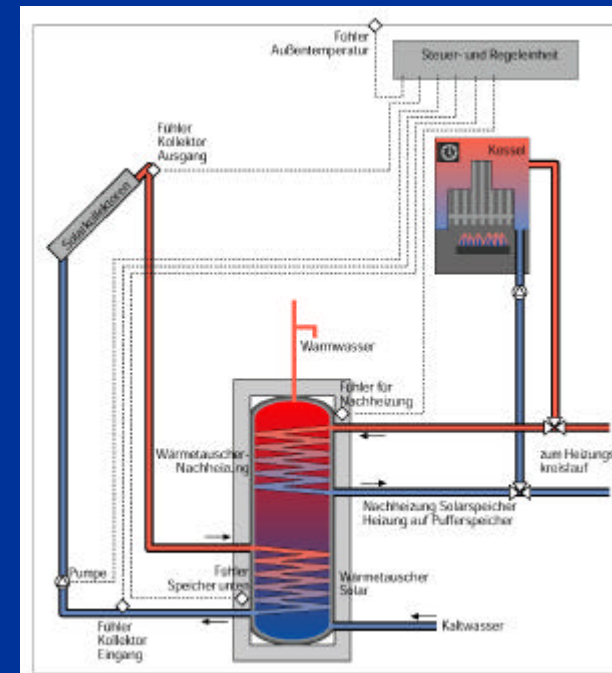 Fühler
Außentemperatur
Steuer- und Regeleinheit
Fühler
Kollektor
Ausgang
Kessel
Solarkollektoren
Warmwasser
Fühler für
Nachheizung
Wärmetauscher-
Nachheizung
zum Heizungs
kreislauf
Nachheizung Solarspeicher
Heizung auf Pufferspeicher
Pumpe
Fühler
Speicher unten
Wärmetauscher
Solar
Fühler
Kollektor
Eingang
Kaltwasser